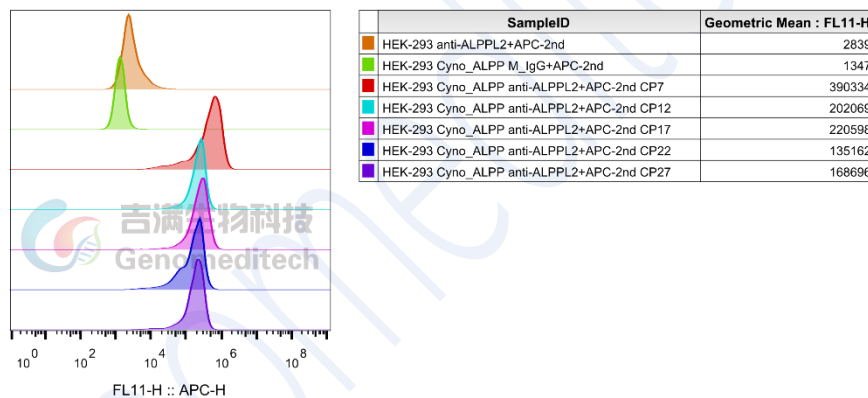 SampleID Geometric Mean : FL11-H
HEK-293 anti-ALPPL2+APC-2nd 2839
HEK-293 Cyno_ALPP M_IgG+APC-2nd 1347
HEK-293 Cyno_ALPP anti-ALPPL2+APC-2nd CP7 390334
HEK-293 Cyno_ALPP anti-ALPPL2+APC-2nd CP12 202069
HEK-293 Cyno_ALPP anti-ALPPL2+APC-2nd CP17 220598
HEK-293 Cyno_ALPP anti-ALPPL2+APC-2nd CP22 135162
HEK-293 Cyno_ALPP anti-ALPPL2+APC-2nd CP27 168696
吉满生物科技
Genomeditech
10^0 10^2 10^4 10^6 10^8
FL11-H :: APC-H